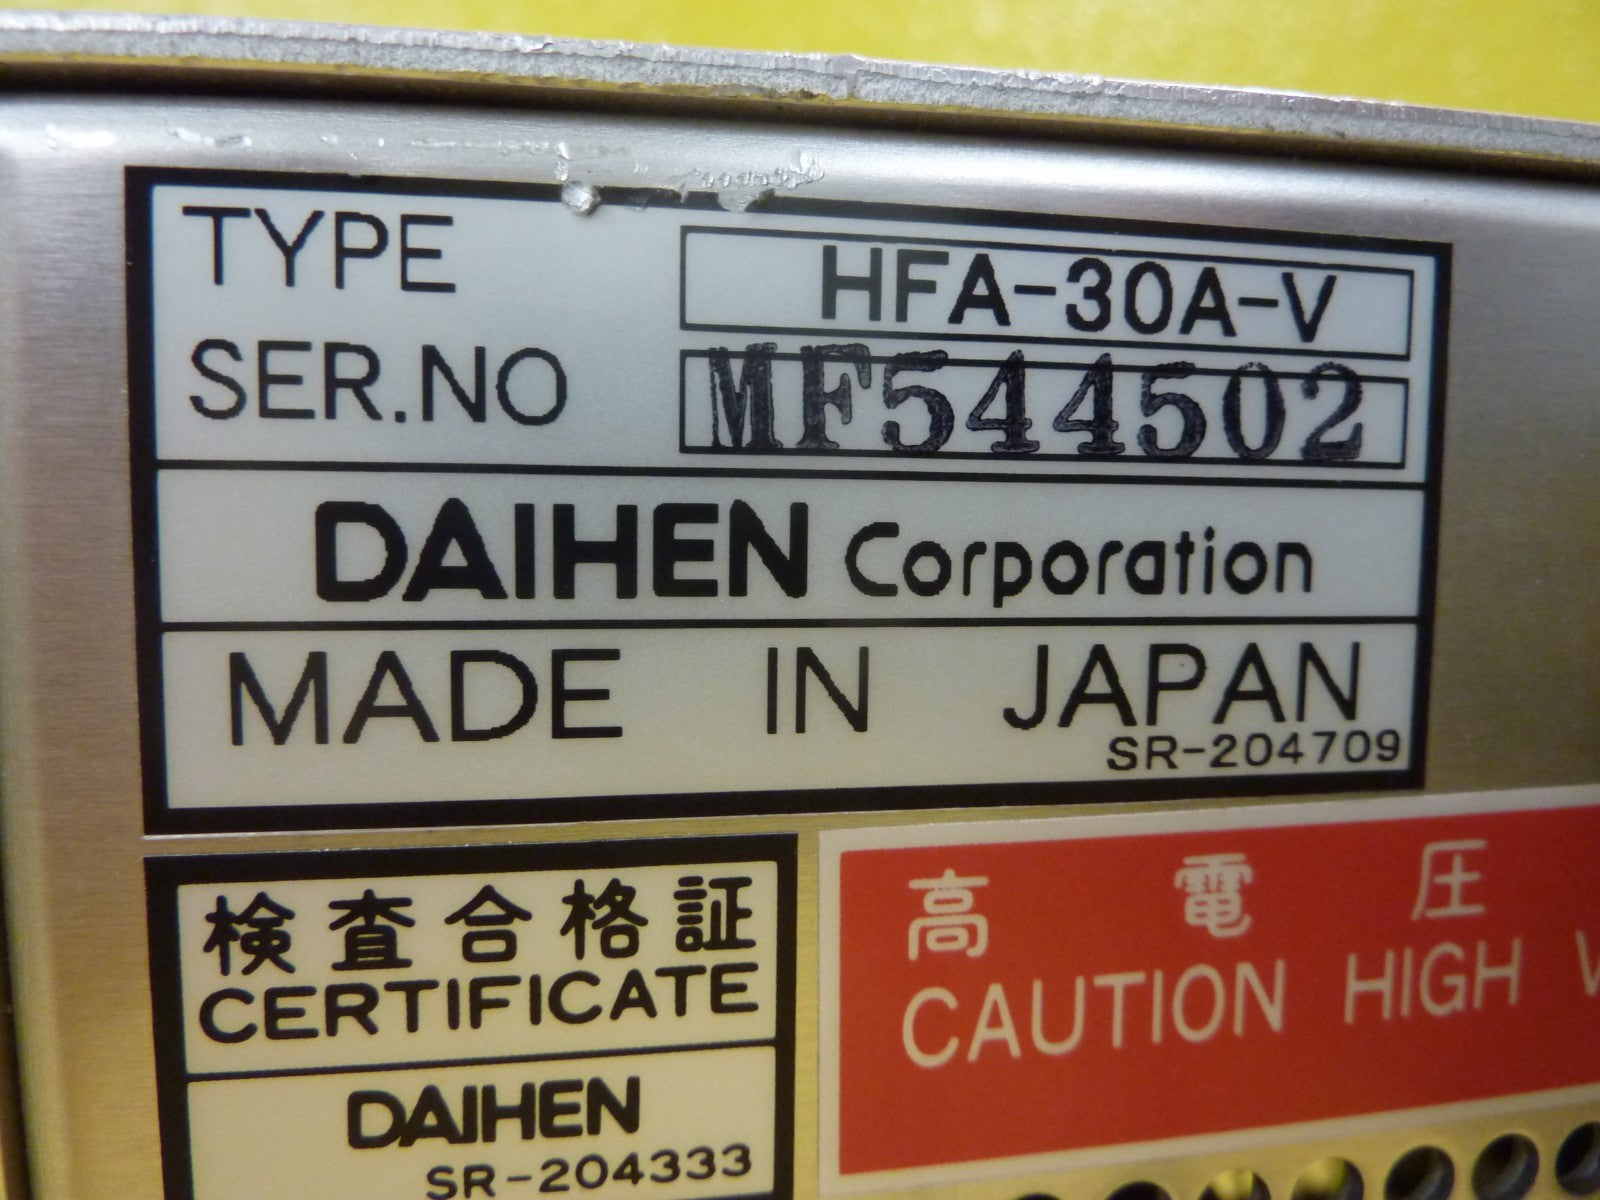 TYPE HFA-30A-V
SER.NO MF544502
DAIHEN Corporation
MADE IN JAPAN
SR-204709
検査合格証
CERTIFICATE
DAIHEN
SR-204333
高電圧
CAUTION HIGH